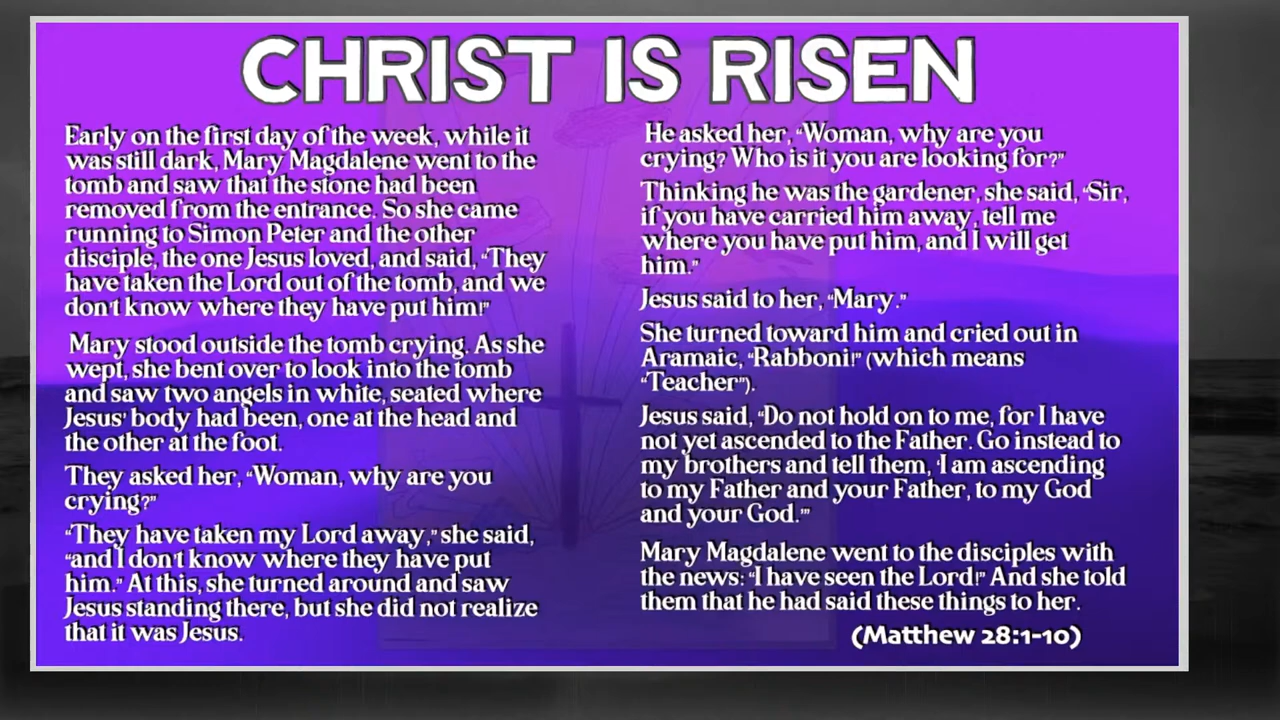 CHRIST IS RISEN
Early on the first day of the week, while it
was still dark, Mary Magdalene went to the
tomb and saw that the stone had been
removed from the entrance. So she came
running to Simon Peter and the other
disciple, the one Jesus loved, and said, “They
have taken the Lord out of the tomb, and we
don’t know where they have put him!”
Mary stood outside the tomb crying. As she
wept, she bent over to look into the tomb
and saw two angels in white, seated where
Jesus’ body had been, one at the head and
the other at the foot.
They asked her, “Woman, why are you
crying?”
“They have taken my Lord away,” she said,
“and I don’t know where they have put
him.” At this, she turned around and saw
Jesus standing there, but she did not realize
that it was Jesus.
He asked her, “Woman, why are you
crying? Who is it you are looking for?”
Thinking he was the gardener, she said, “Sir,
if you have carried him away, tell me
where you have put him, and I will get
him.”
Jesus said to her, “Mary.”
She turned toward him and cried out in
Aramaic, “Rabboni!” (which means
“Teacher”).
Jesus said, “Do not hold on to me, for I have
not yet ascended to the Father. Go instead to
my brothers and tell them, ‘I am ascending
to my Father and your Father, to my God
and your God.’”
Mary Magdalene went to the disciples with
the news: “I have seen the Lord!” And she told
them that he had said these things to her.
(Matthew 28:1-10)